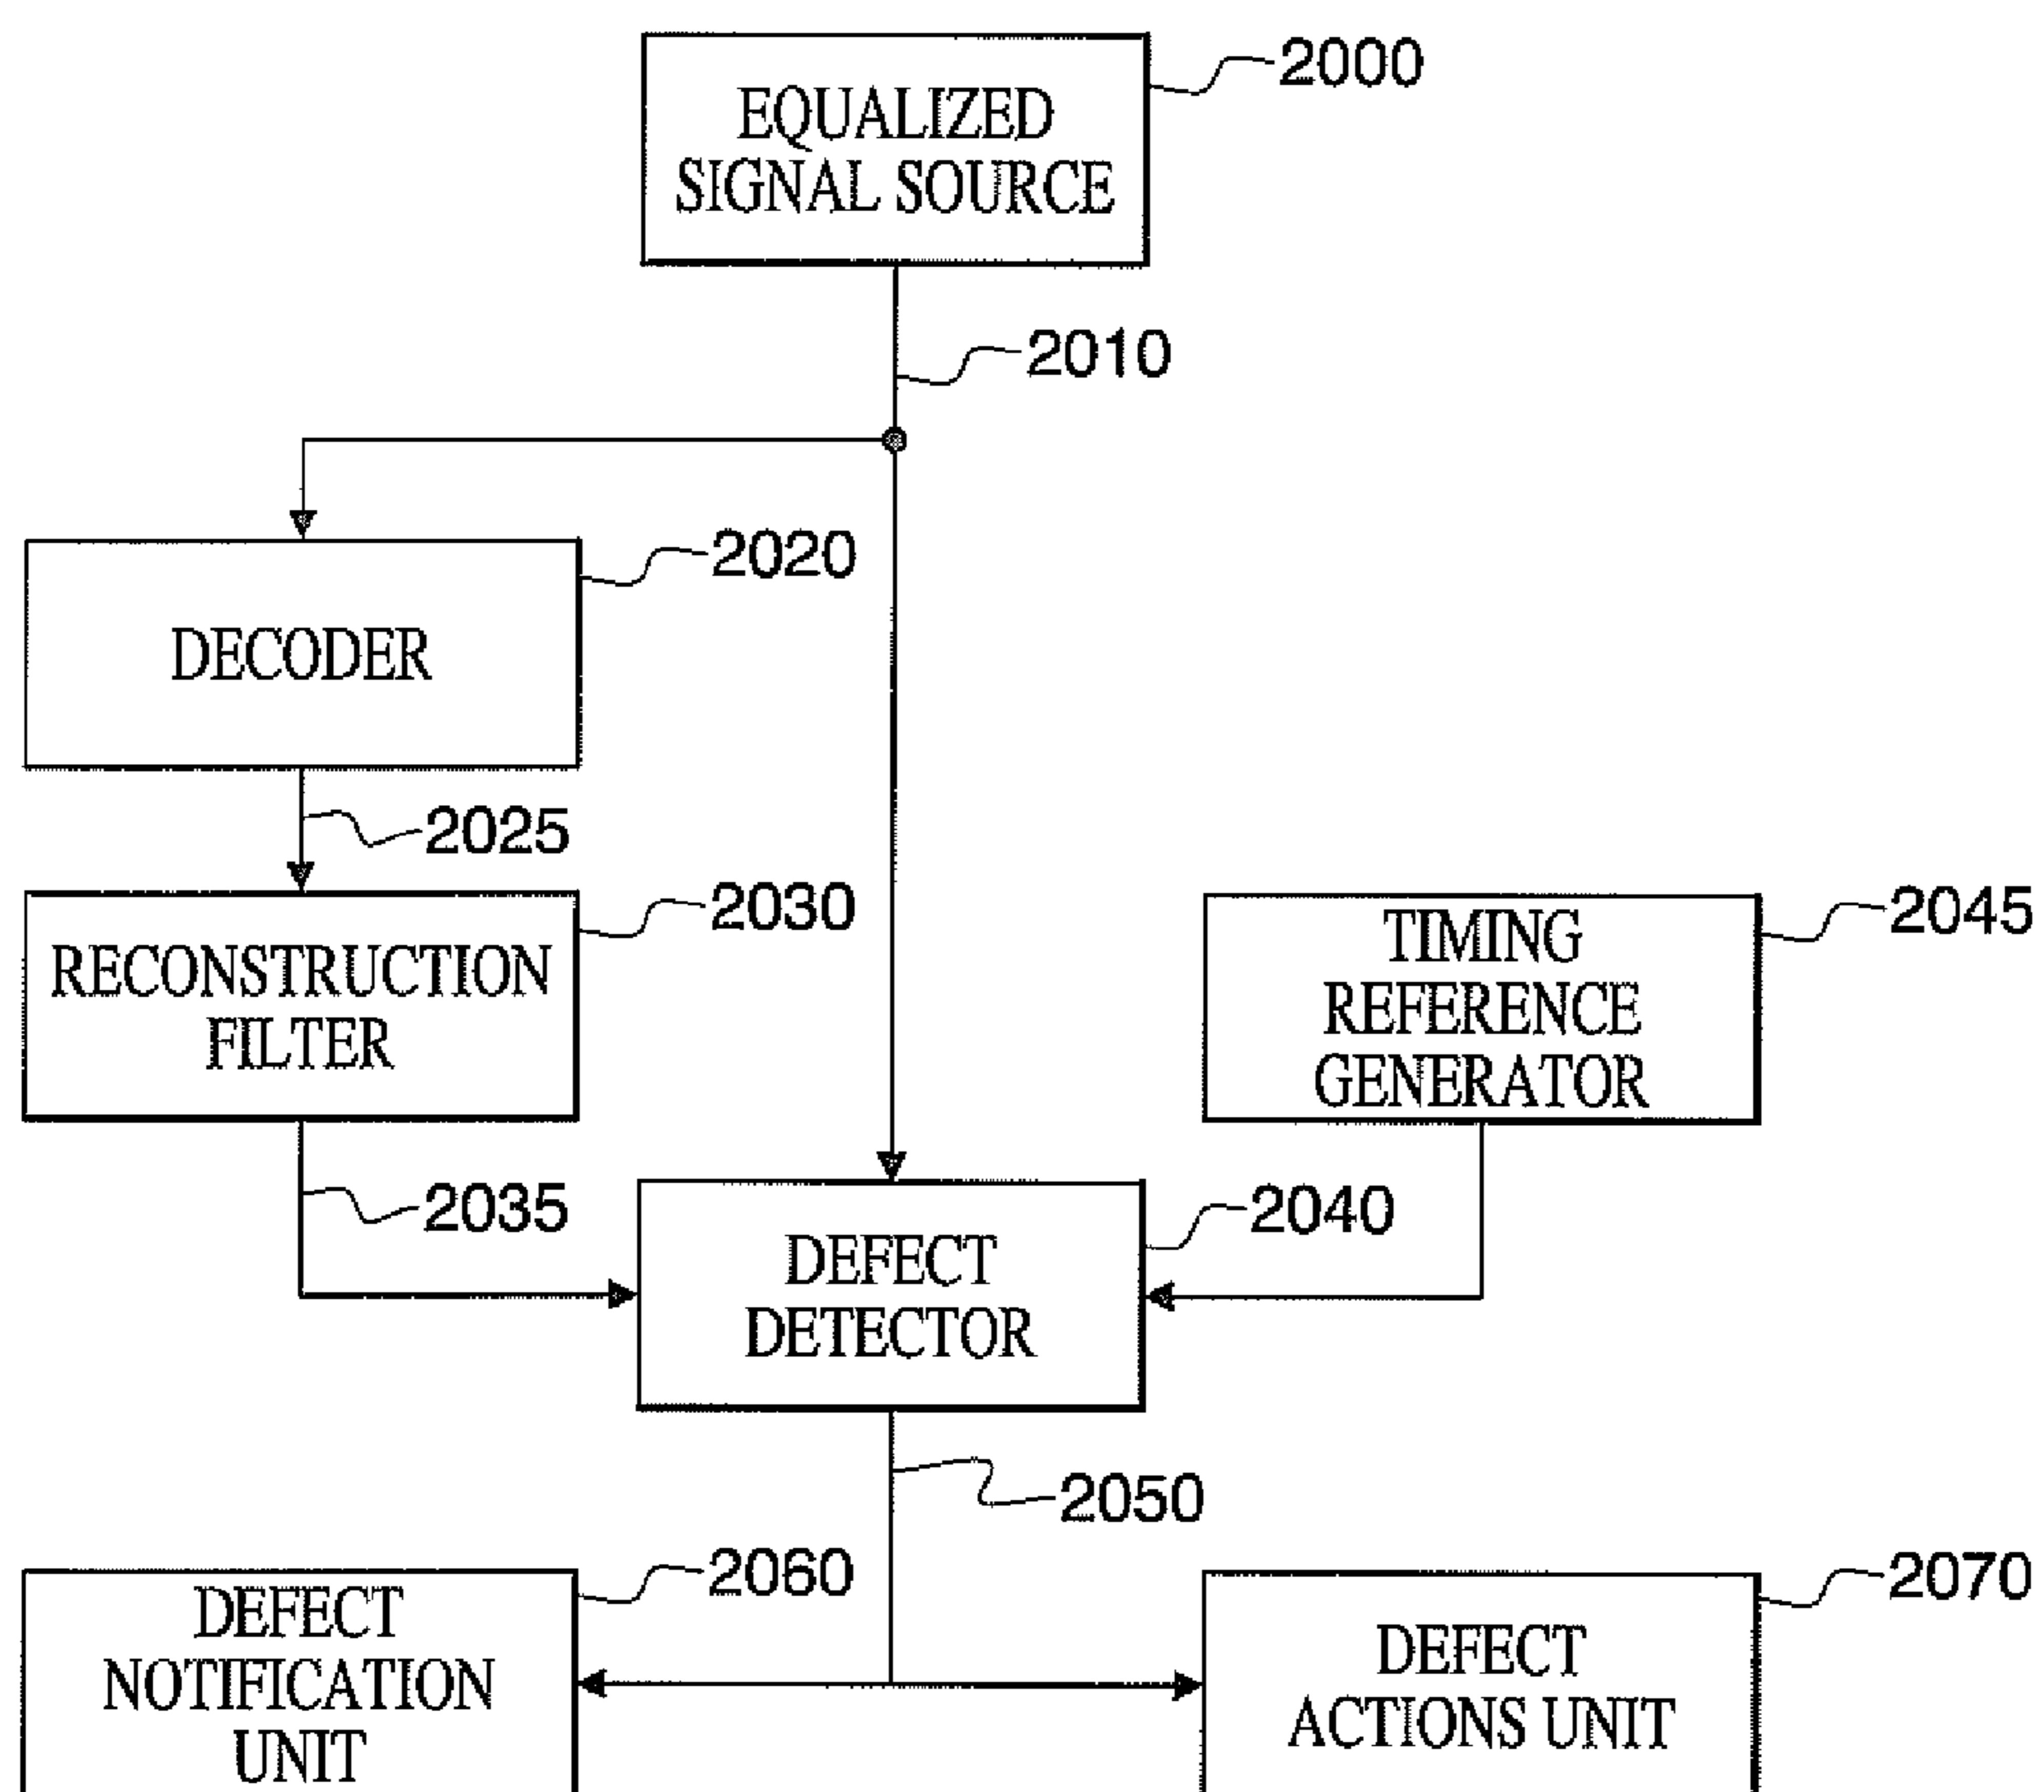 2000
EQUALIZED
SIGNAL SOURCE
2010
2020
DECODER
2025
2030
RECONSTRUCTION
FILTER
2045
TIMING
REFERENCE
GENERATOR
2035
2040
DEFECT
DETECTOR
2050
2060
DEFECT
NOTIFICATION
UNIT
2070
DEFECT
ACTIONS UNIT